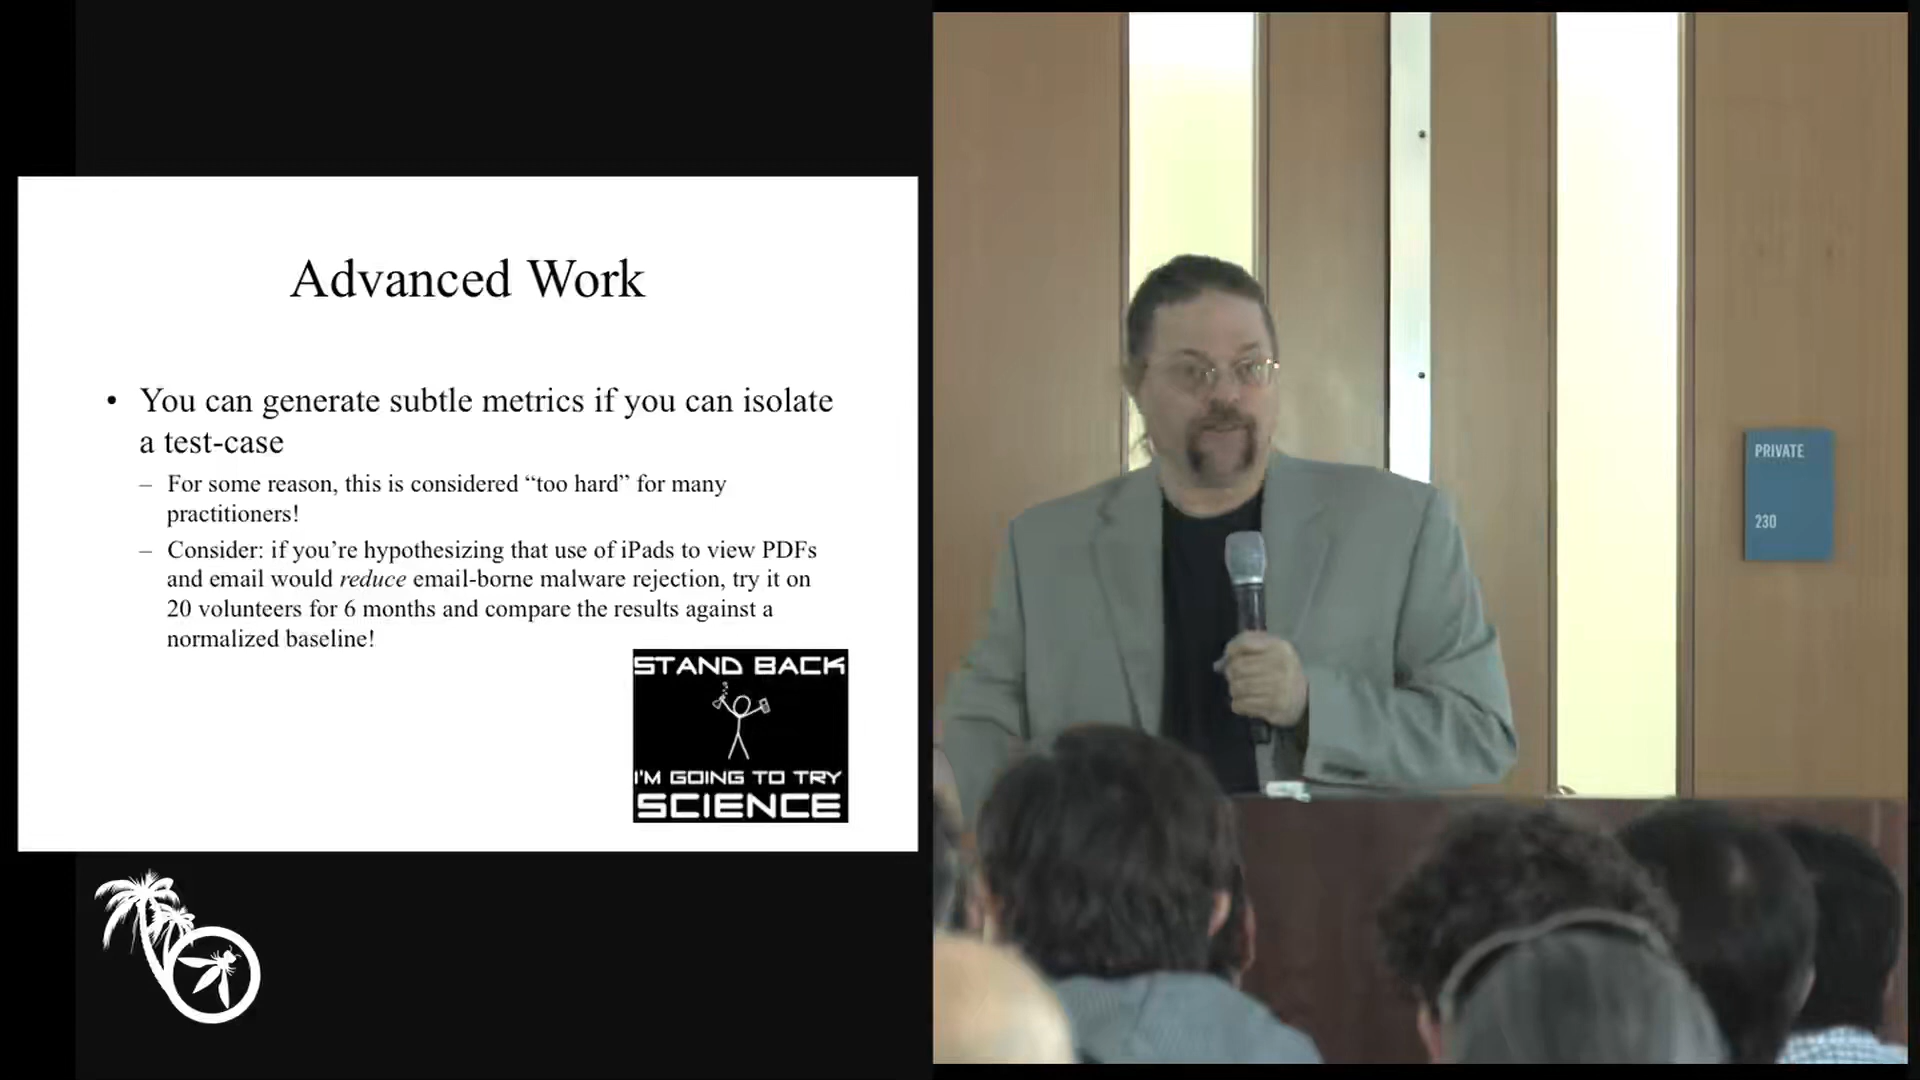 Advanced Work
• You can generate subtle metrics if you can isolate
a test-case
– For some reason, this is considered “too hard” for many
practitioners!
– Consider: if you’re hypothesizing that use of iPads to view PDFs
and email would reduce email-borne malware rejection, try it on
20 volunteers for 6 months and compare the results against a
normalized baseline!
STAND BACK
I'M GOING TO TRY
SCIENCE
PRIVATE
230